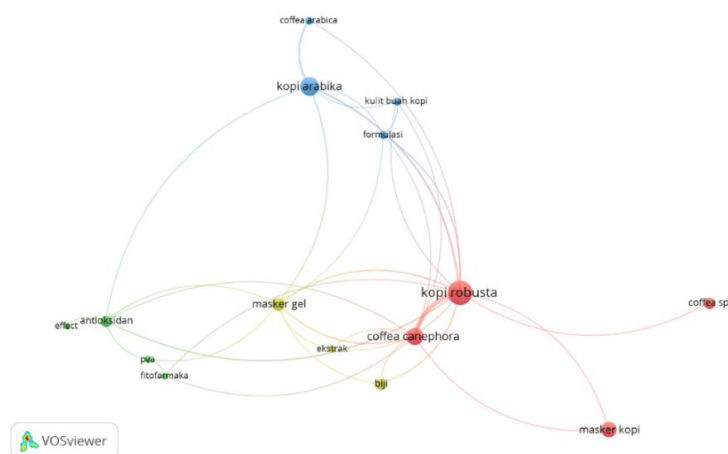 coffea arabica
kopi arabika
kulit buah kopi
formulasi
masker gel
kopi robusta
coffea sp
antioksidan
effect
coffea canephora
ekstrak
pva
fitofarmaka
biji
masker kopi
VOSviewer